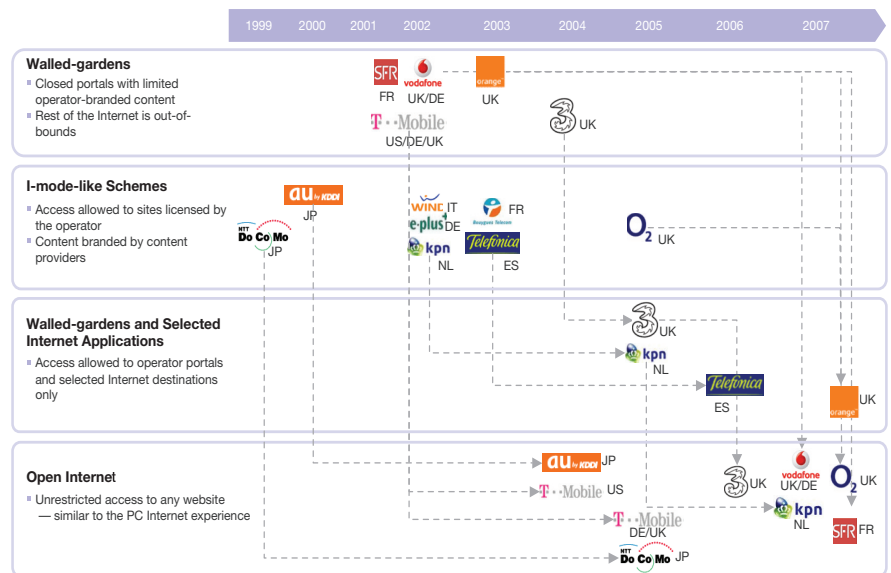 1999 2000 2001 2002 2003 2004 2005 2006 2007
Walled-gardens
Closed portals with limited
operator-branded content
Rest of the Internet is out-of-
bounds
SFR
FR
vodafone
UK/DE
orange™
UK
T··Mobile
US/DE/UK
3 UK
I-mode-like Schemes
Access allowed to sites licensed by
the operator
Content branded by content
providers
NTT
DoCoMo
JP
au by KDDI
JP
WIND IT
e-plus+ DE
kpn
NL
Bouygues Telecom
FR
Telefónica
ES
O2 UK
Walled-gardens and Selected
Internet Applications
Access allowed to operator portals
and selected Internet destinations
only
3 UK
kpn
NL
Telefónica
ES
orange™
UK
Open Internet
Unrestricted access to any website
— similar to the PC Internet experience
au by KDDI JP
T··Mobile US
T··Mobile
DE/UK
NTT
DoCoMo JP
3 UK
vodafone
UK/DE
kpn
NL
O2 UK
SFR FR